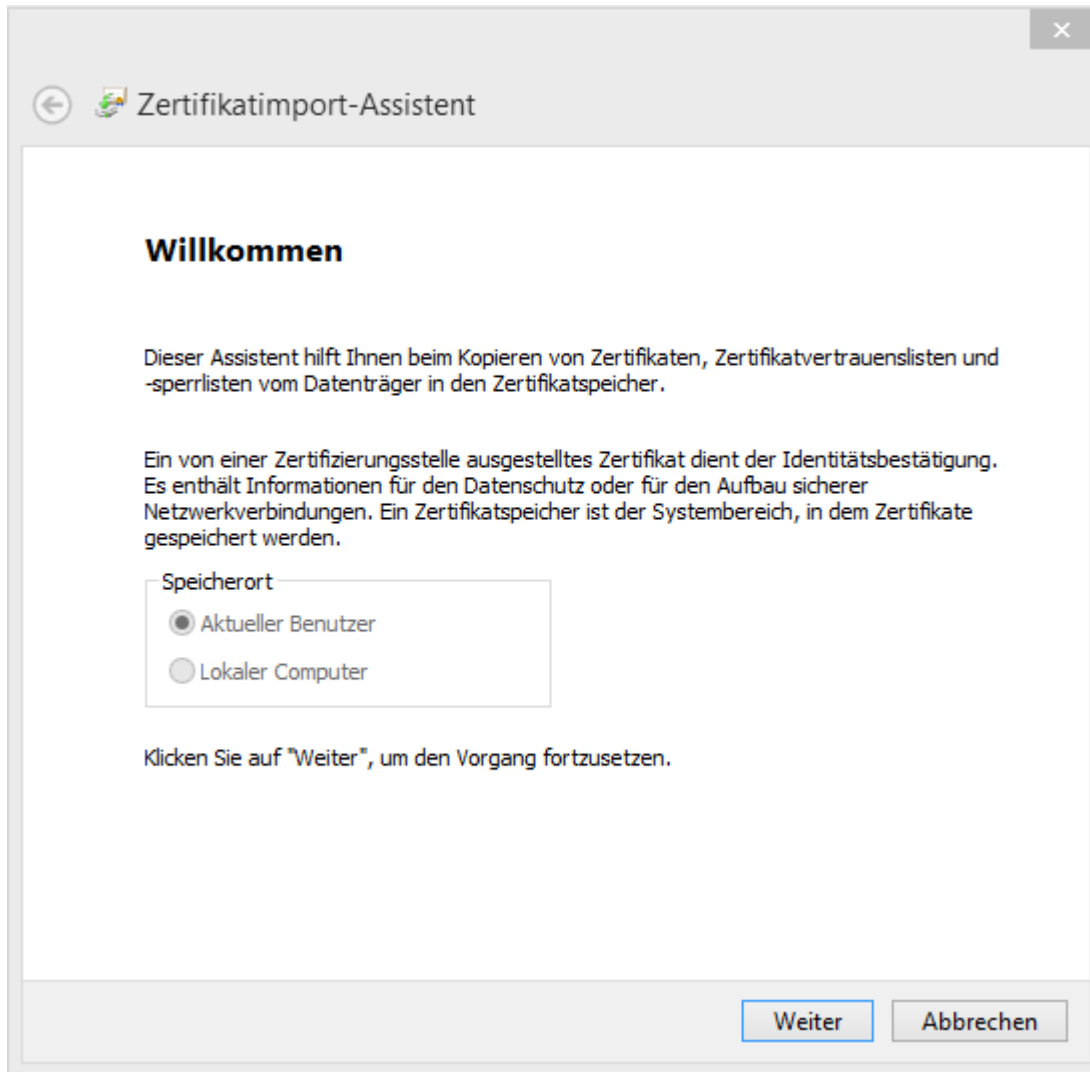 Zertifikatimport-Assistent
Willkommen
Dieser Assistent hilft Ihnen beim Kopieren von Zertifikaten, Zertifikatvertrauenslisten und
-sperrlisten vom Datenträger in den Zertifikatspeicher.
Ein von einer Zertifizierungsstelle ausgestelltes Zertifikat dient der Identitätsbestätigung.
Es enthält Informationen für den Datenschutz oder für den Aufbau sicherer
Netzwerkverbindungen. Ein Zertifikatspeicher ist der Systembereich, in dem Zertifikate
gespeichert werden.
Speicherort
Aktueller Benutzer
Lokaler Computer
Klicken Sie auf "Weiter", um den Vorgang fortzusetzen.
Weiter Abbrechen